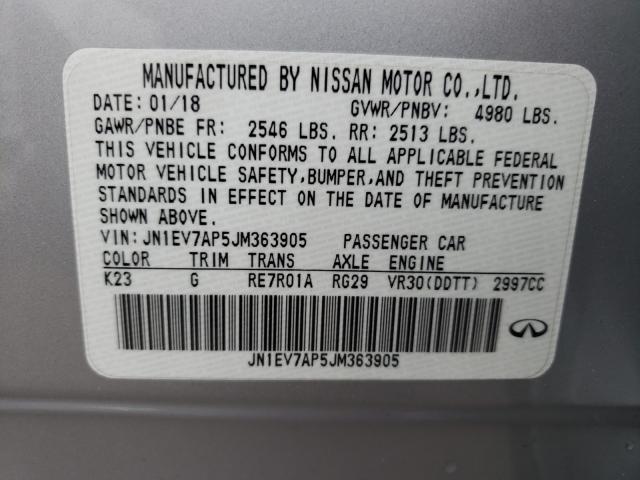 MANUFACTURED BY NISSAN MOTOR CO.,LTD.
DATE: 01/18 GVWR/PNBV: 4980 LBS.
GAWR/PNBE FR: 2546 LBS. RR: 2513 LBS.
THIS VEHICLE CONFORMS TO ALL APPLICABLE FEDERAL
MOTOR VEHICLE SAFETY,BUMPER,AND THEFT PREVENTION
STANDARDS IN EFFECT ON THE DATE OF MANUFACTURE
SHOWN ABOVE.
VIN:JN1EV7AP5JM363905 PASSENGER CAR
COLOR TRIM TRANS AXLE ENGINE
K23 G RE7R01A RG29 VR30(DDTT) 2997CC
JN1EV7AP5JM363905